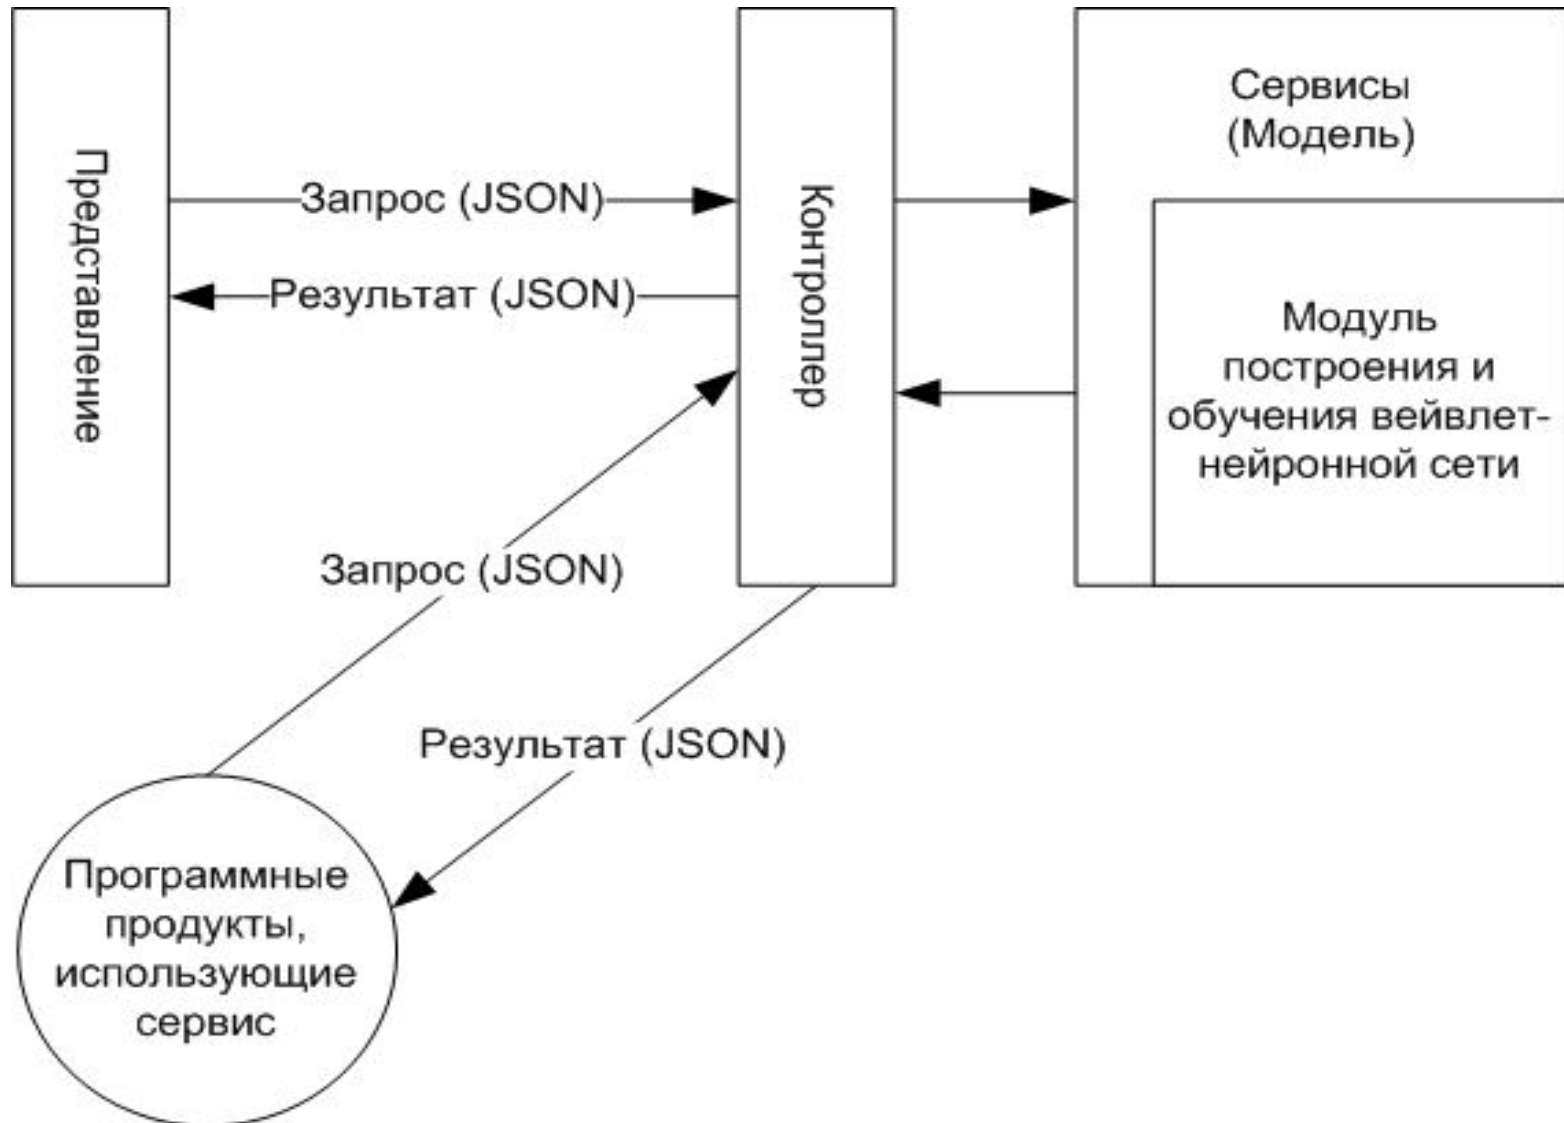 Представление
Запрос (JSON)
Результат (JSON)
Контроллер
Сервисы
(Модель)
Модуль
построения и
обучения вейвлет-
нейронной сети
Запрос (JSON)
Результат (JSON)
Программные
продукты,
использующие
сервис